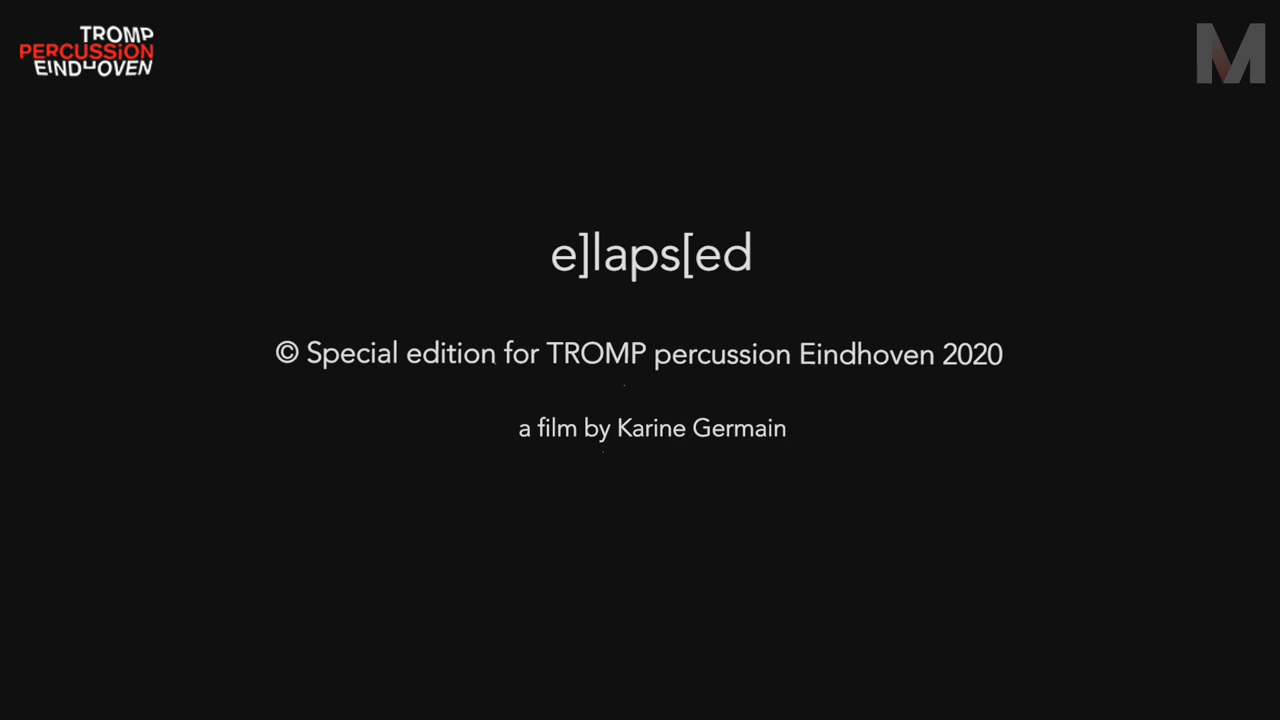 TROMP
PERCUSSiON
EINDHOVEN
M
e]laps[ed
© Special edition for TROMP percussion Eindhoven 2020
a film by Karine Germain